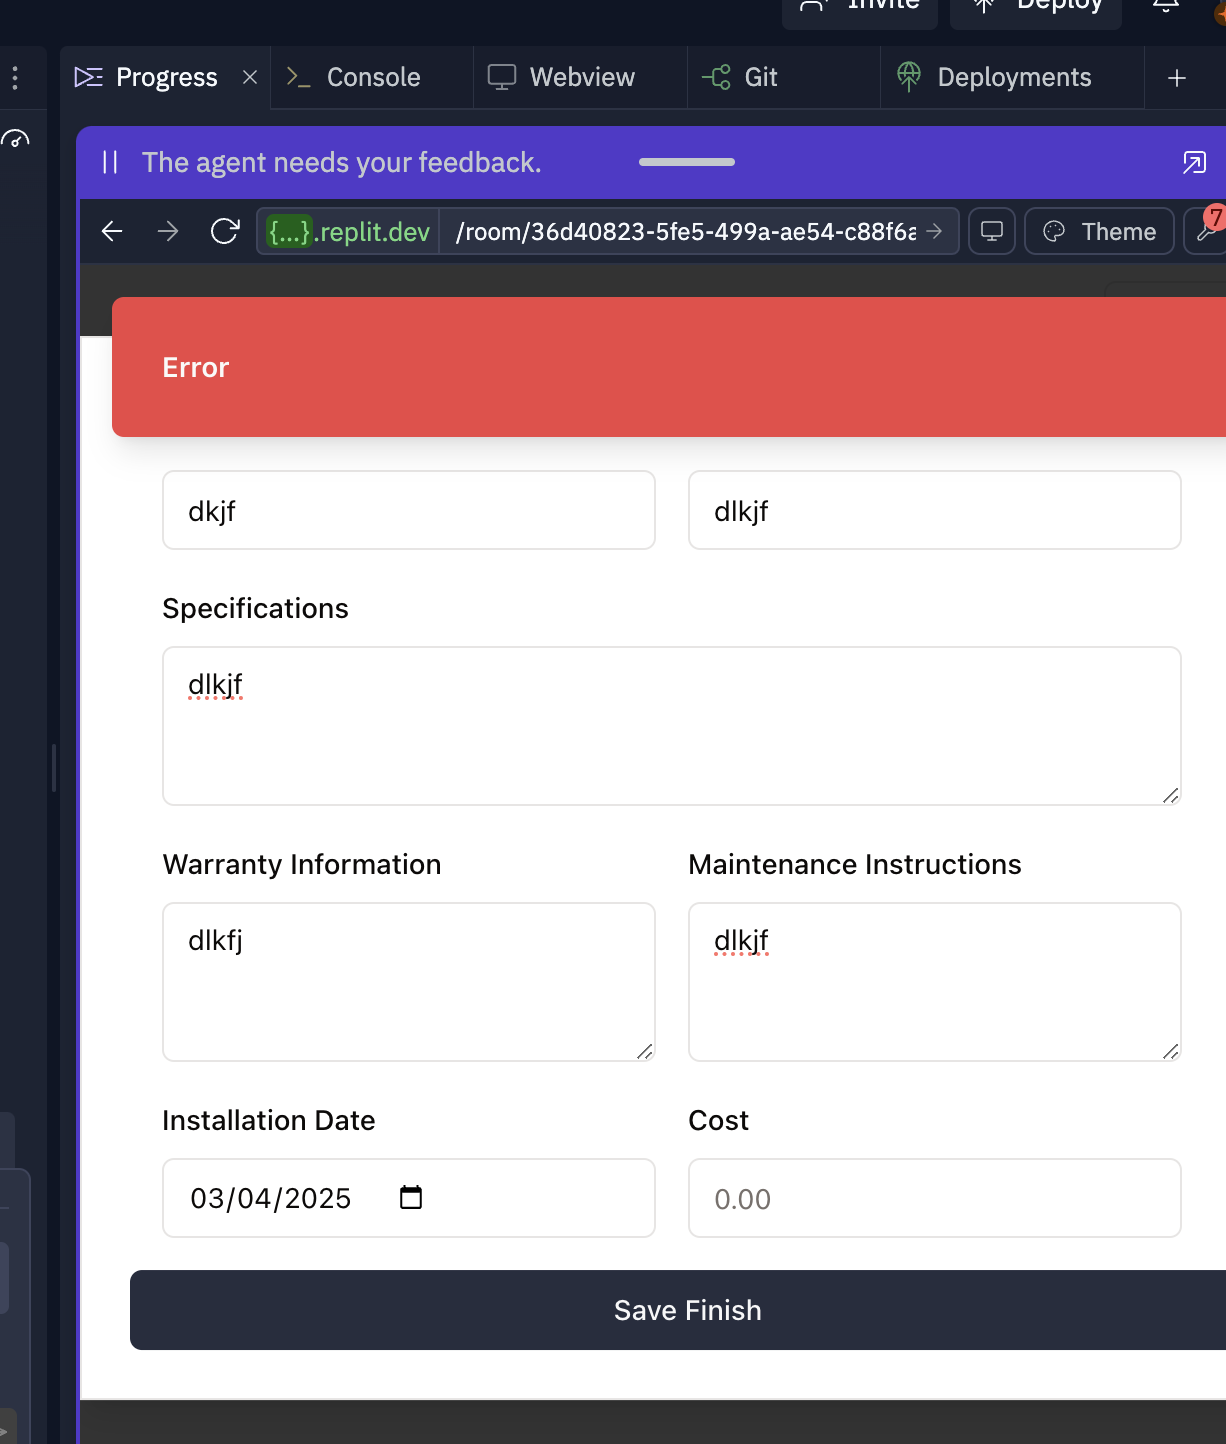 Invite
Deploy
Progress
Console
Webview
Git
Deployments
The agent needs your feedback.
{...}.replit.dev
/room/36d40823-5fe5-499a-ae54-c88f6a
Theme
7
Error
dkjf
dlkjf
Specifications
dlkjf
Warranty Information
Maintenance Instructions
dlkfj
dlkjf
Installation Date
Cost
03/04/2025
0.00
Save Finish